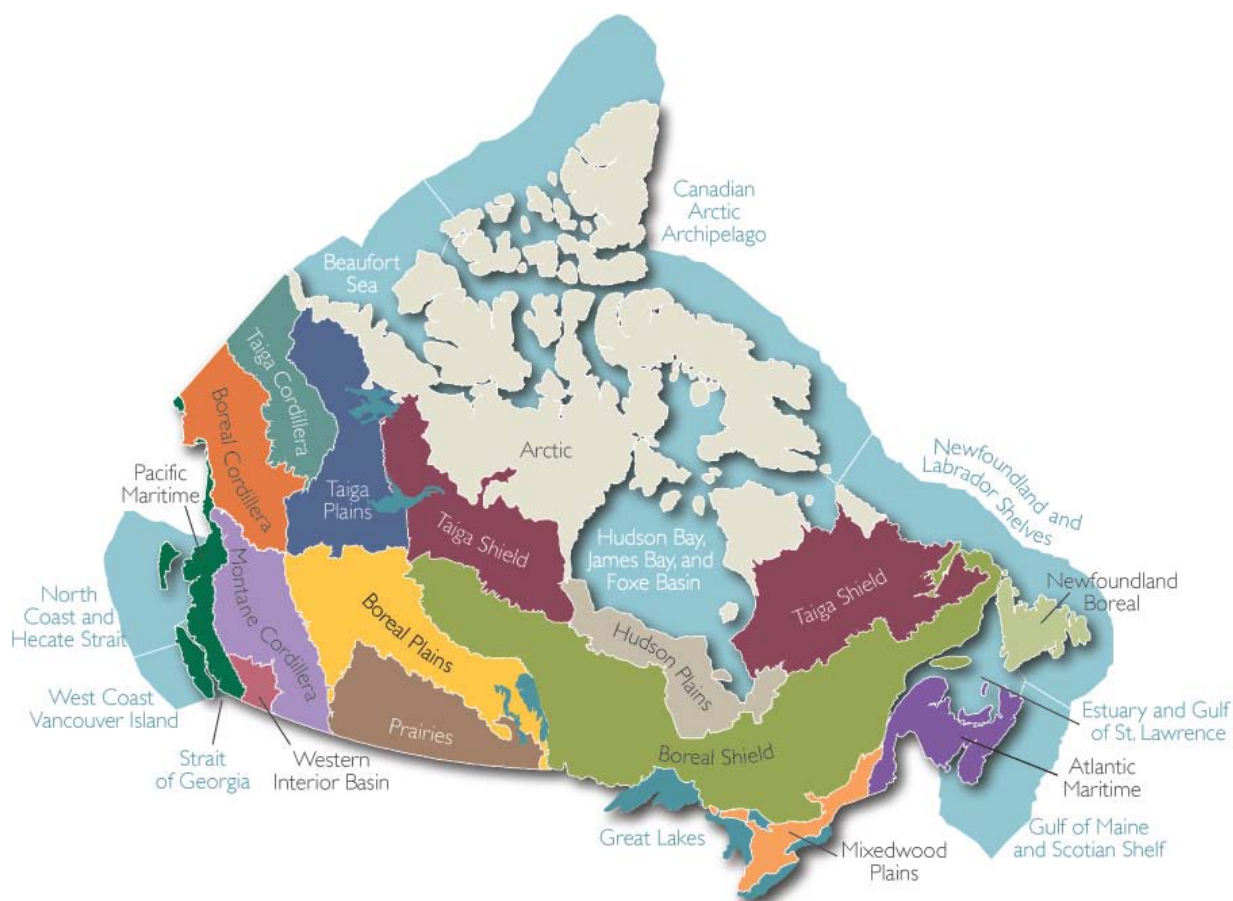 Canadian
Arctic
Archipelago
Beaufort
Sea
Taiga Cordillera
Boreal Cordillera
Pacific
Maritime
Taiga
Plains
Arctic
Newfoundland and
Labrador Shelves
Taiga Shield
Hudson Bay,
James Bay, and
Foxe Basin
Taiga Shield
Newfoundland
Boreal
North
Coast and
Hecate Strait
Montane Cordillera
Boreal Plains
Hudson Plains
West Coast
Vancouver Island
Prairies
Strait
of Georgia
Western
Interior Basin
Boreal Shield
Estuary and Gulf
of St. Lawrence
Atlantic
Maritime
Great Lakes
Mixedwood
Plains
Gulf of Maine
and Scotian Shelf